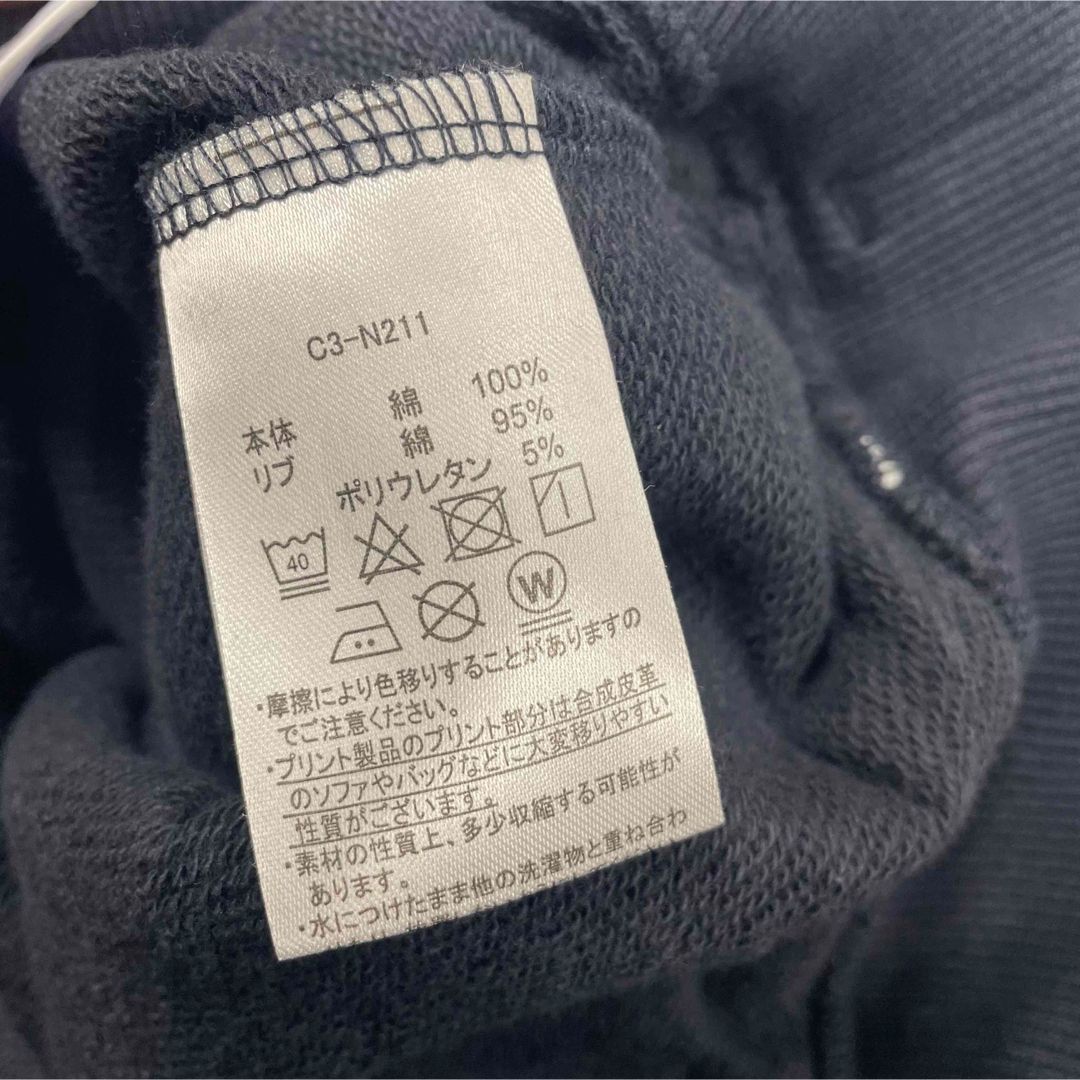 C3-N211
本体 綿 100%
リブ 綿 95%
ポリウレタン 5%
40
W
・摩擦により色移りすることがありますの
でご注意ください。
・プリント製品のプリント部分は合成皮革
のソファやバッグなどに大変移りやすい
性質がございます。
・素材の性質上、多少収縮する可能性が
あります。
・水につけたまま他の洗濯物と重ね合わ